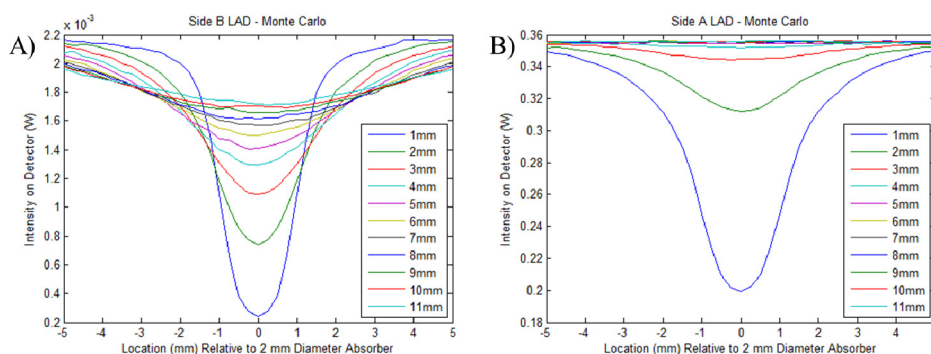 A)
Side B LAD - Monte Carlo
x 10⁻³
2.2
2
1.8
1.6
1.4
1.2
1
0.8
0.6
0.4
0.2
Intensity on Detector (W)
-5 -4 -3 -2 -1 0 1 2 3 4 5
Location (mm) Relative to 2 mm Diameter Absorber
1mm
2mm
3mm
4mm
5mm
6mm
7mm
8mm
9mm
10mm
11mm
B)
Side A LAD - Monte Carlo
0.36
0.34
0.32
0.3
0.28
0.26
0.24
0.22
0.2
0.18
Intensity on Detector (W)
-4 -2 0 2 4
Location (mm) Relative to 2 mm Diameter Absorber
1mm
2mm
3mm
4mm
5mm
6mm
7mm
8mm
9mm
10mm
11mm